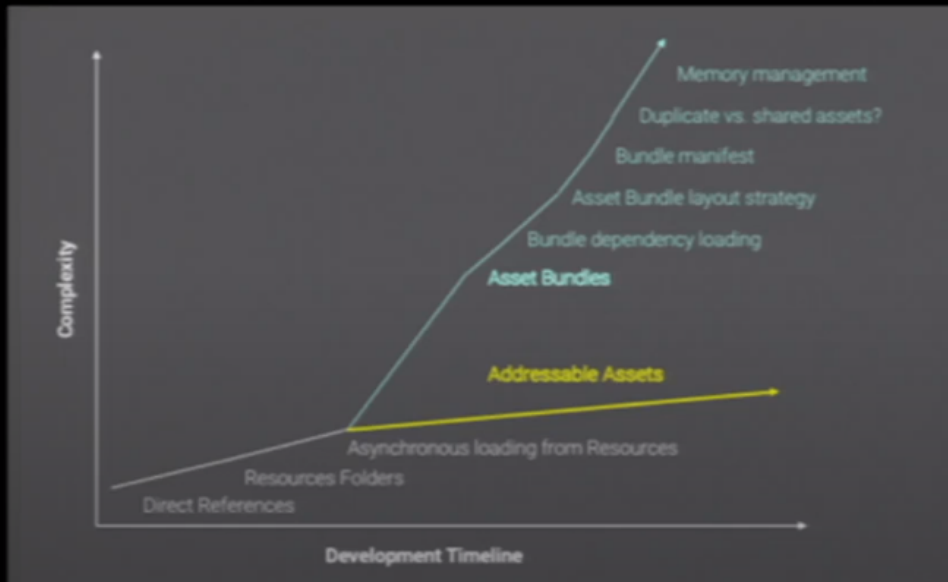 Memory management
Duplicate vs. shared assets?
Bundle manifest
Asset Bundle layout strategy
Bundle dependency loading
Asset Bundles
Complexity
Addressable Assets
Asynchronous loading from Resources
Resources Folders
Direct References
Development Timeline